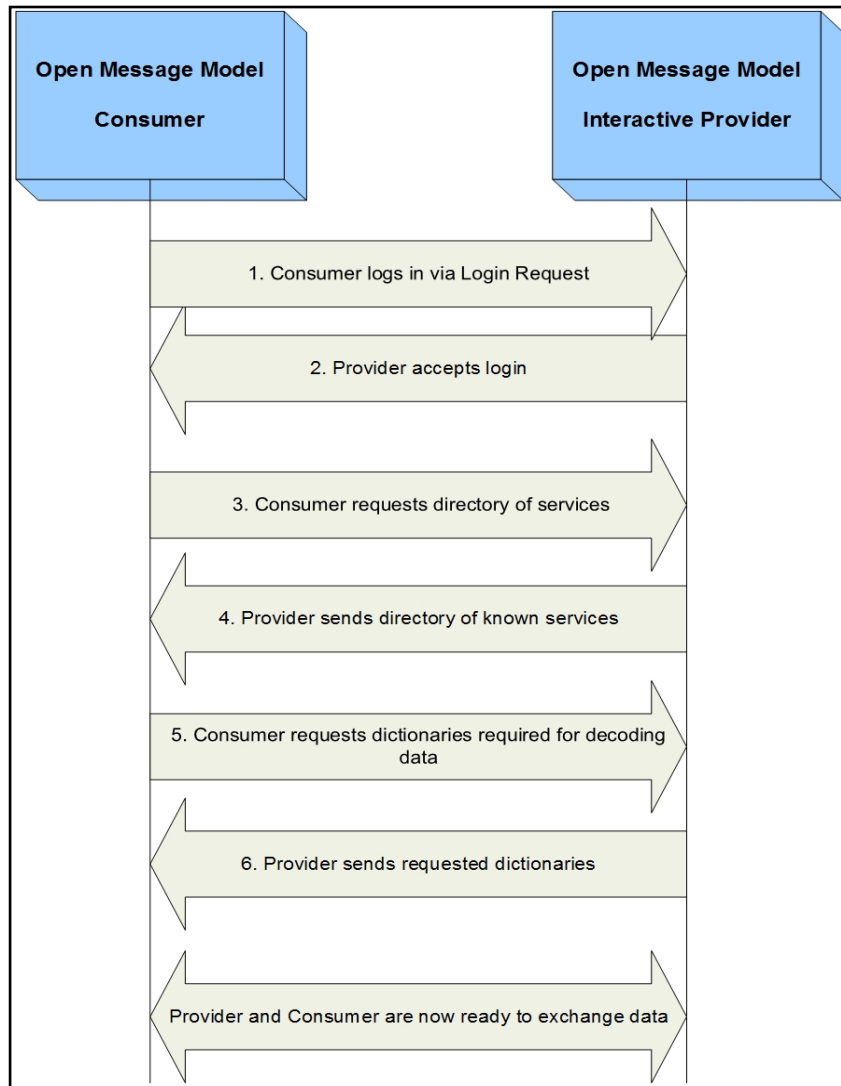 Open Message Model
Consumer
Open Message Model
Interactive Provider
1. Consumer logs in via Login Request
2. Provider accepts login
3. Consumer requests directory of services
4. Provider sends directory of known services
5. Consumer requests dictionaries required for decoding
data
6. Provider sends requested dictionaries
Provider and Consumer are now ready to exchange data